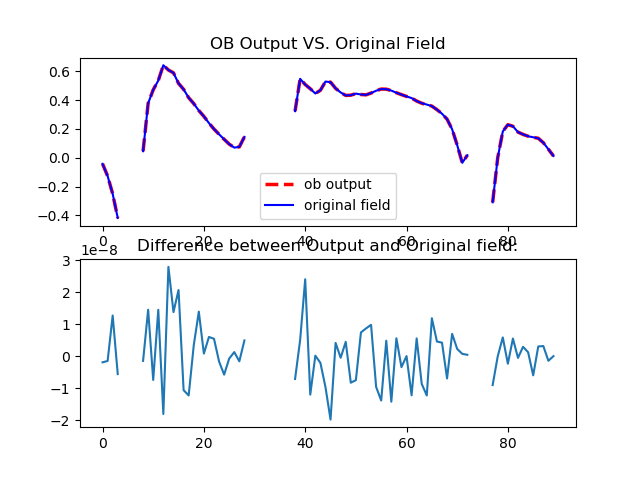 OB Output VS. Original Field
0.6
0.4
0.2
0.0
−0.2
−0.4
ob output
original field
0 20 40 60 80
1e−8
Difference between Output and Original field.
3
2
1
0
−1
−2
0 20 40 60 80